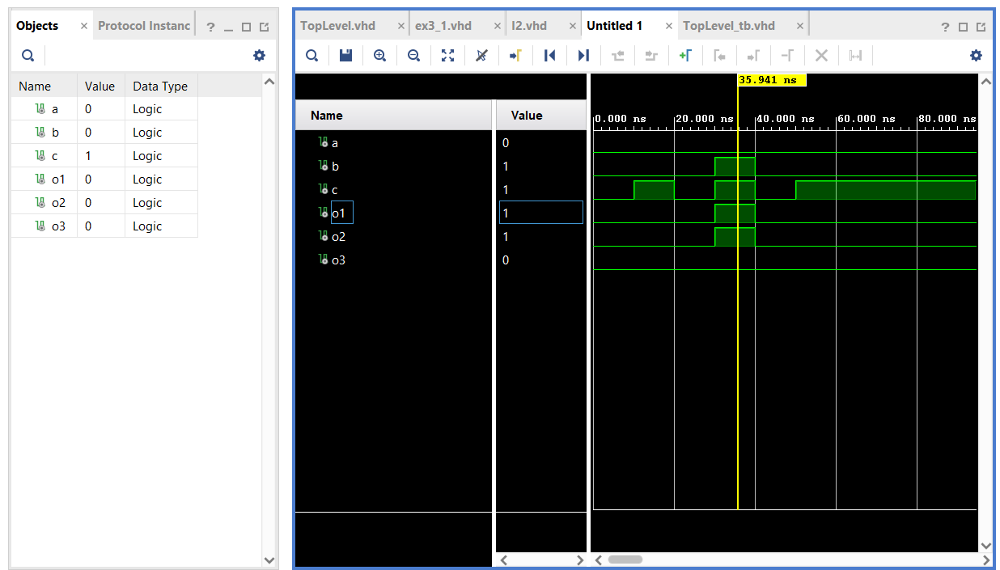 Objects × Protocol Instanc ?
Name Value Data Type
a 0 Logic
b 0 Logic
c 1 Logic
o1 0 Logic
o2 0 Logic
o3 0 Logic
TopLevel.vhd × ex3_1.vhd × I2.vhd × Untitled 1 × TopLevel_tb.vhd × ?
35.941 ns
Name Value
0.000 ns 20.000 ns 40.000 ns 60.000 ns 80.000 ns
a 0
b 1
c 1
o1 1
o2 1
o3 0